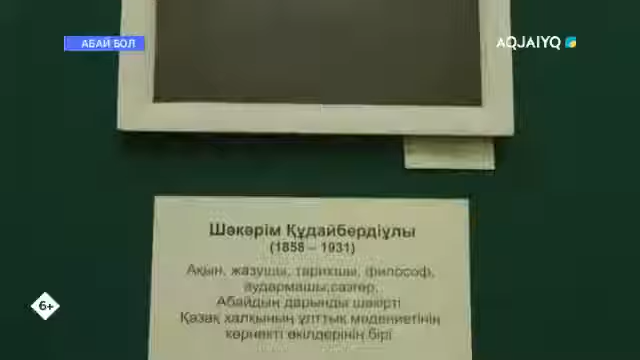 АБАЙ БОЛ
AQJAIYQ
Шәкәрім Құдайбердіұлы
(1858 – 1931)
Ақын, жазушы, тарихшы, философ,
аудармашы,сазгер.
Абайдың дарынды шәкірті
Қазақ халқының ұлттық мәдениетінің
көрнекті өкілдерінің бірі
6+